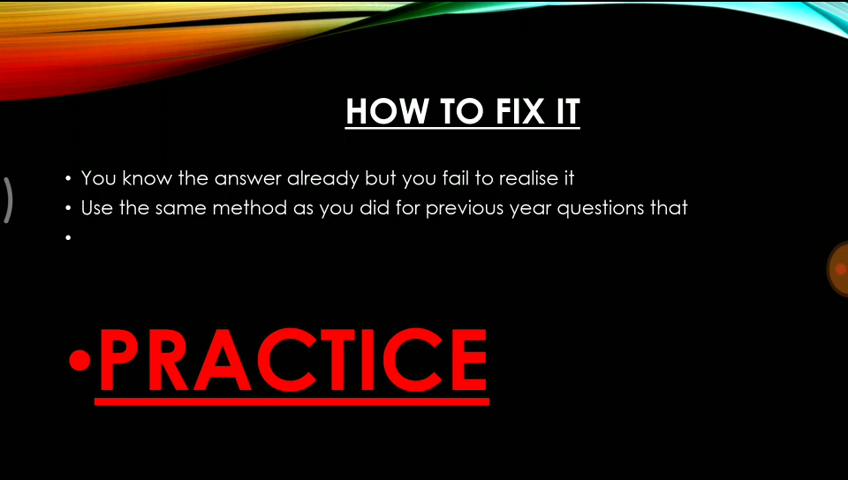 HOW TO FIX IT
• You know the answer already but you fail to realise it
• Use the same method as you did for previous year questions that
•
•PRACTICE